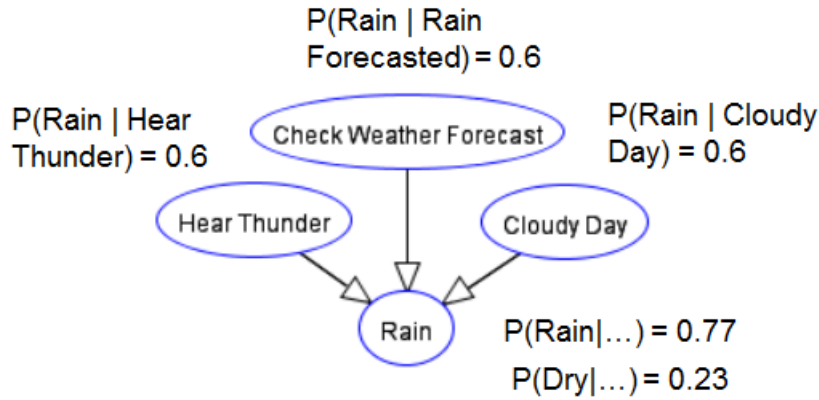 P(Rain | Rain
Forecasted) = 0.6
P(Rain | Hear
Thunder) = 0.6
Check Weather Forecast
P(Rain | Cloudy
Day) = 0.6
Hear Thunder
Cloudy Day
Rain
P(Rain|…) = 0.77
P(Dry|…) = 0.23